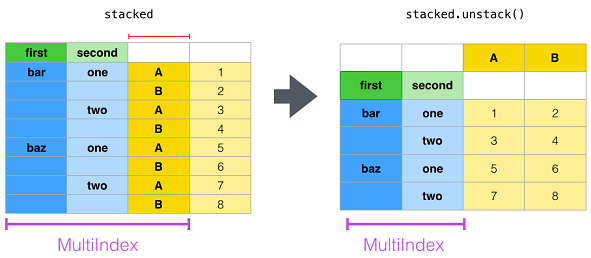 stacked
first second
bar one A 1
B 2
two A 3
B 4
baz one A 5
B 6
two A 7
B 8
MultiIndex
stacked.unstack()
A B
first second
bar one 1 2
two 3 4
baz one 5 6
two 7 8
MultiIndex